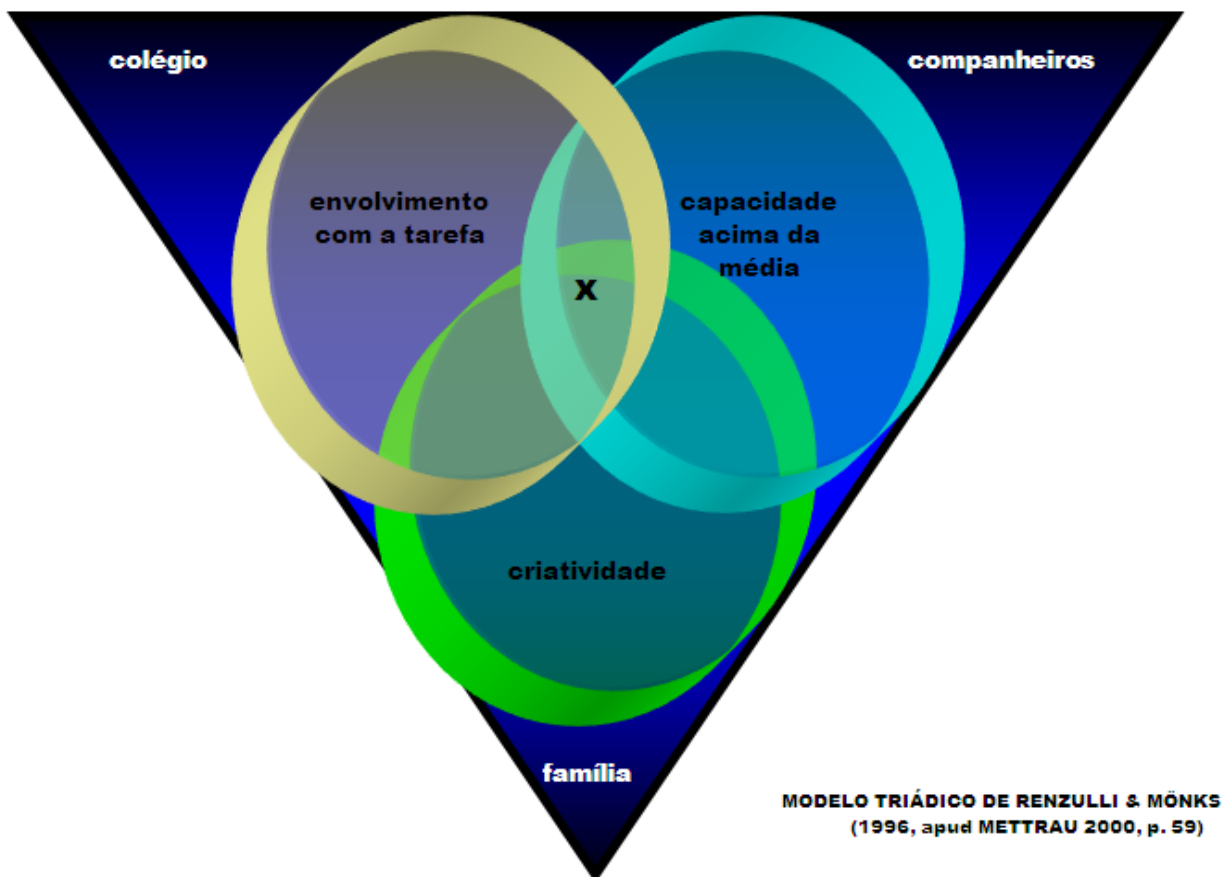 colégio
companheiros
envolvimento
com a tarefa
capacidade
acima da
média
X
criatividade
família
MODELO TRIÁDICO DE RENZULLI & MÖNKS
(1996, apud METTRAU 2000, p. 59)